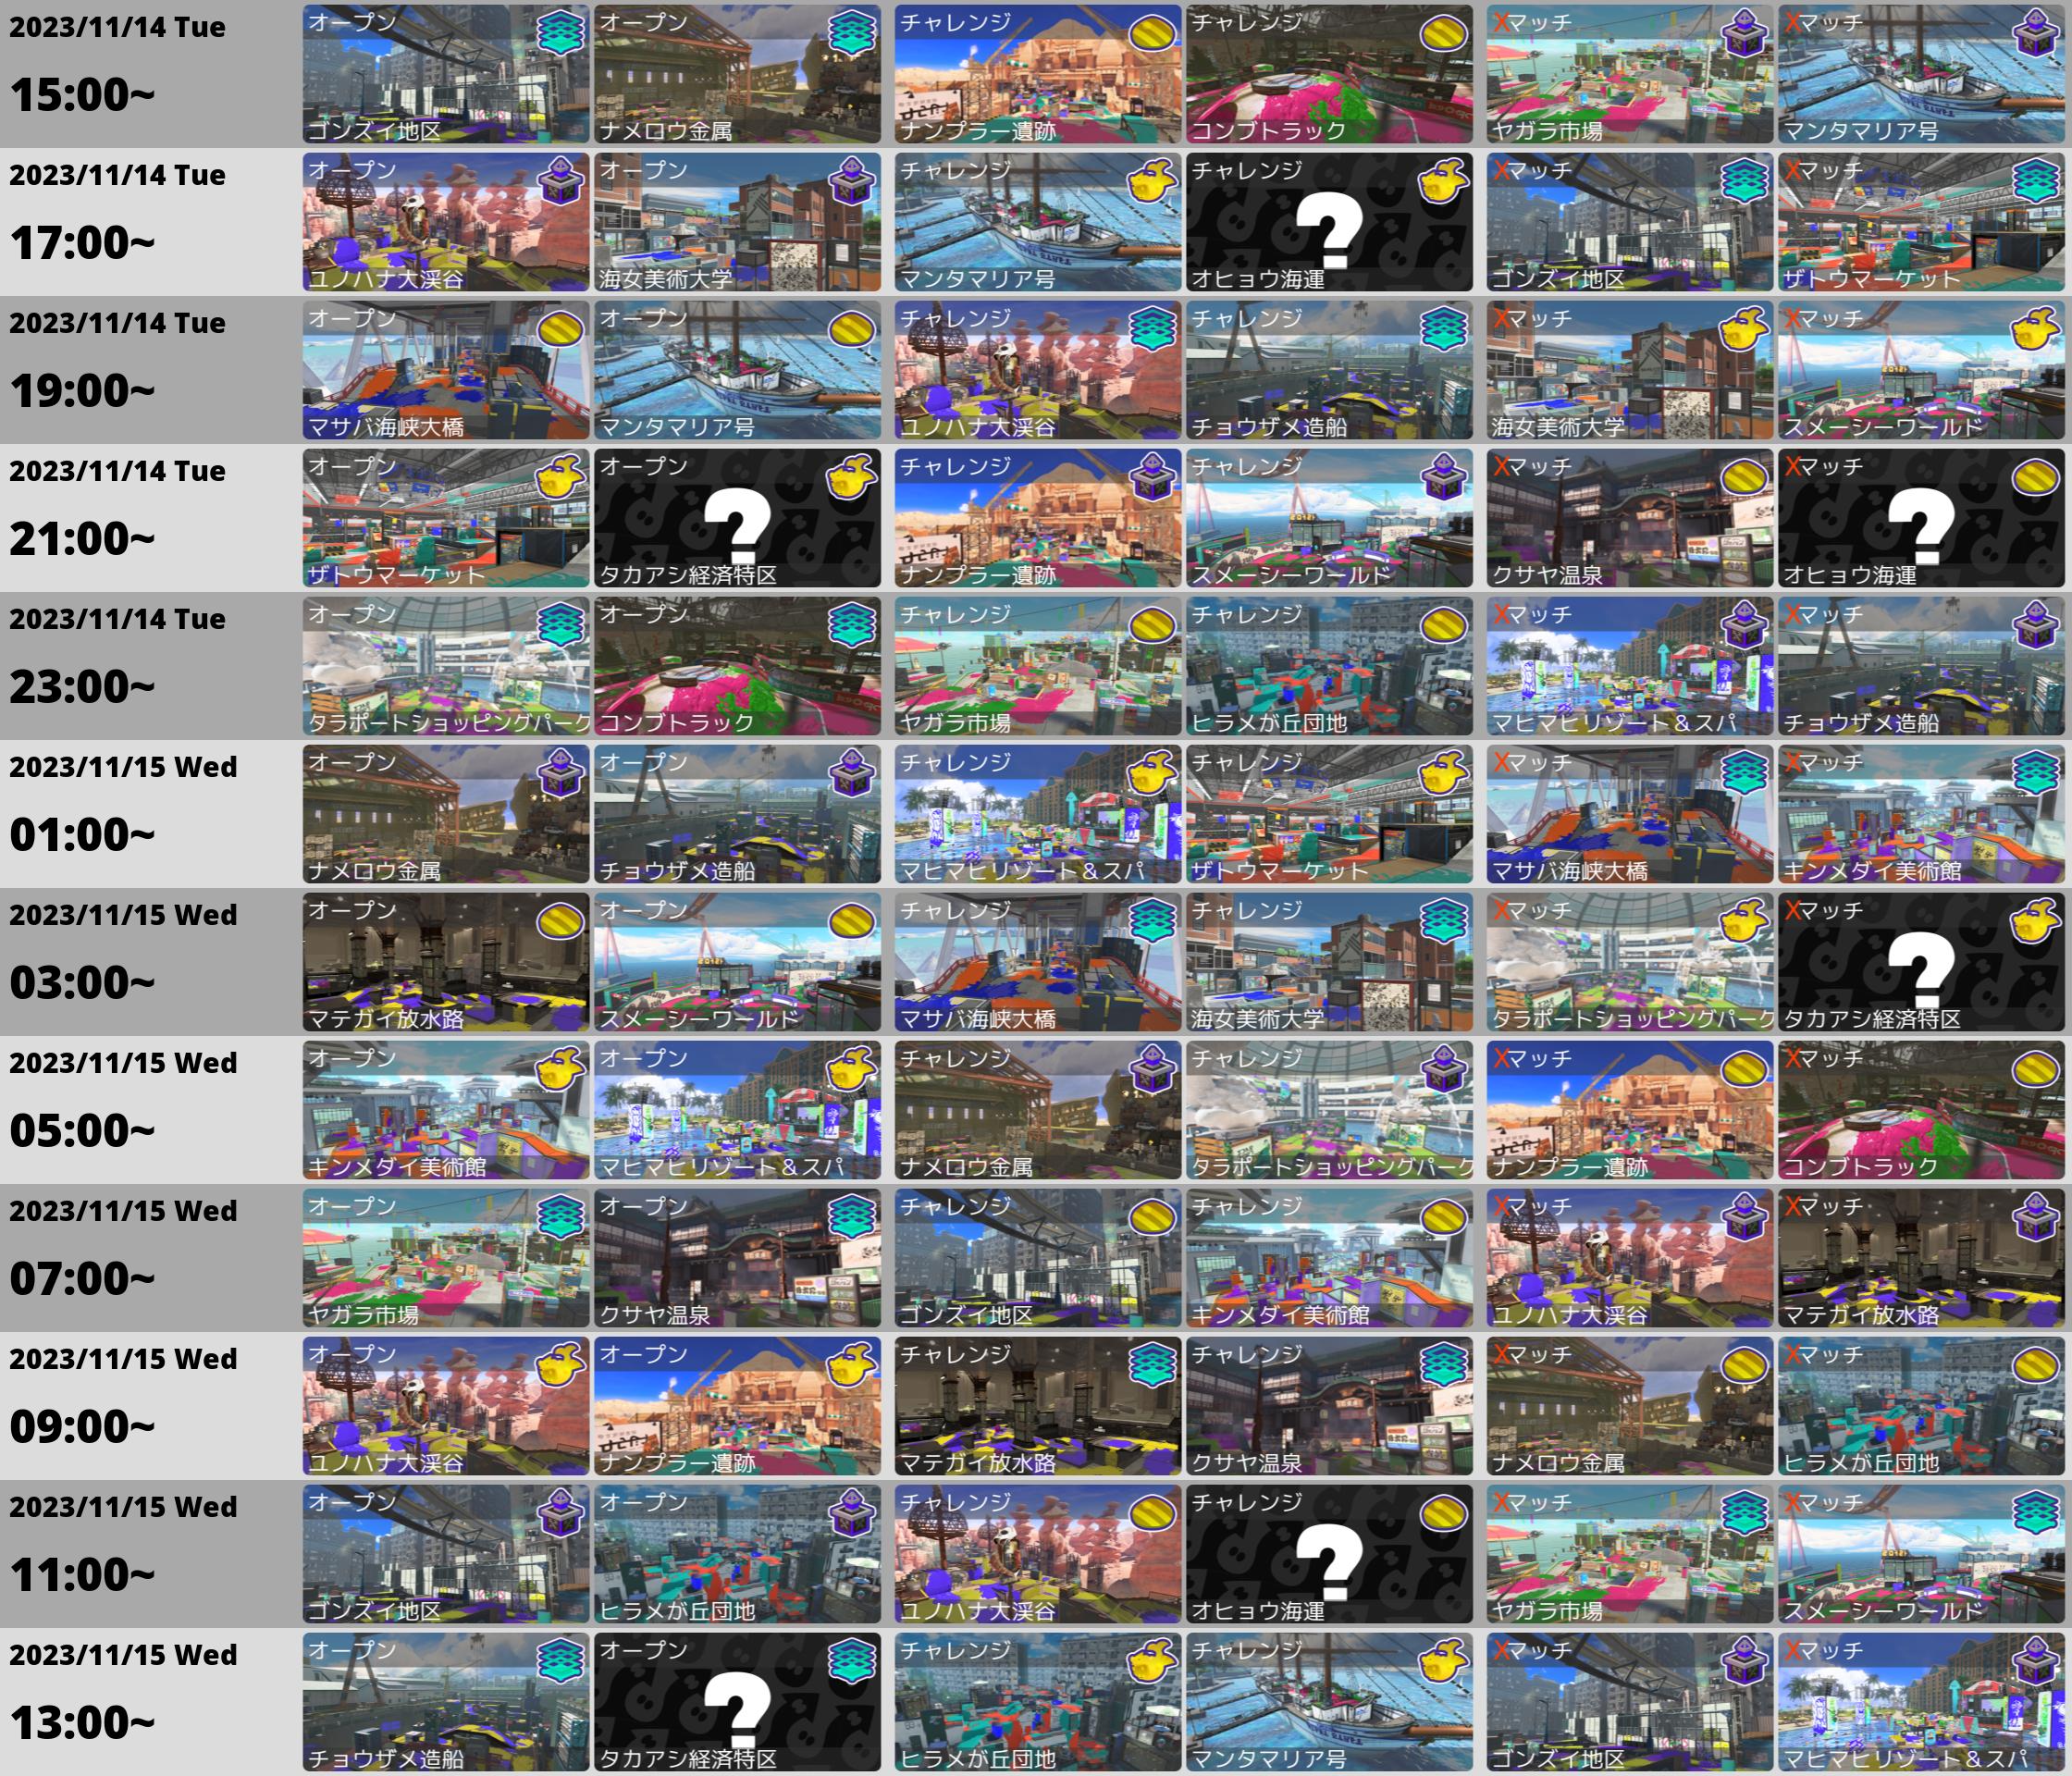 2023/11/14 Tue
15:00~
オープン オープン チャレンジ チャレンジ Xマッチ Xマッチ
ゴンズイ地区 ナメロウ金属 ナンプラー遺跡 コンブトラック ヤガラ市場 マンタマリア号
2023/11/14 Tue
17:00~
オープン オープン チャレンジ チャレンジ Xマッチ Xマッチ
?
ユノハナ大渓谷 海女美術大学 マンタマリア号 オヒョウ海運 ゴンズイ地区 ザトウマーケット
2023/11/14 Tue
19:00~
オープン オープン チャレンジ チャレンジ Xマッチ Xマッチ
マサバ海峡大橋 マンタマリア号 ユノハナ大渓谷 チョウザメ造船 海女美術大学 スメーシーワールド
2023/11/14 Tue
21:00~
オープン オープン チャレンジ チャレンジ Xマッチ Xマッチ
? ?
ザトウマーケット タカアシ経済特区 ナンプラー遺跡 スメーシーワールド クサヤ温泉 オヒョウ海運
2023/11/14 Tue
23:00~
オープン オープン チャレンジ チャレンジ Xマッチ Xマッチ
タラポートショッピングパーク コンブトラック ヤガラ市場 ヒラメが丘団地 マヒマヒリゾート＆スパ チョウザメ造船
2023/11/15 Wed
01:00~
オープン オープン チャレンジ チャレンジ Xマッチ Xマッチ
ナメロウ金属 チョウザメ造船 マヒマヒリゾート＆スパ ザトウマーケット マサバ海峡大橋 キンメダイ美術館
2023/11/15 Wed
03:00~
オープン オープン チャレンジ チャレンジ Xマッチ Xマッチ
?
マテガイ放水路 スメーシーワールド マサバ海峡大橋 海女美術大学 タラポートショッピングパーク タカアシ経済特区
2023/11/15 Wed
05:00~
オープン オープン チャレンジ チャレンジ Xマッチ Xマッチ
キンメダイ美術館 マヒマヒリゾート＆スパ ナメロウ金属 タラポートショッピングパーク ナンプラー遺跡 コンブトラック
2023/11/15 Wed
07:00~
オープン オープン チャレンジ チャレンジ Xマッチ Xマッチ
ヤガラ市場 クサヤ温泉 ゴンズイ地区 キンメダイ美術館 ユノハナ大渓谷 マテガイ放水路
2023/11/15 Wed
09:00~
オープン オープン チャレンジ チャレンジ Xマッチ Xマッチ
ユノハナ大渓谷 ナンプラー遺跡 マテガイ放水路 クサヤ温泉 ナメロウ金属 ヒラメが丘団地
2023/11/15 Wed
11:00~
オープン オープン チャレンジ チャレンジ Xマッチ Xマッチ
?
ゴンズイ地区 ヒラメが丘団地 ユノハナ大渓谷 オヒョウ海運 ヤガラ市場 スメーシーワールド
2023/11/15 Wed
13:00~
オープン オープン チャレンジ チャレンジ Xマッチ Xマッチ
?
チョウザメ造船 タカアシ経済特区 ヒラメが丘団地 マンタマリア号 ゴンズイ地区 マヒマヒリゾート＆スパ